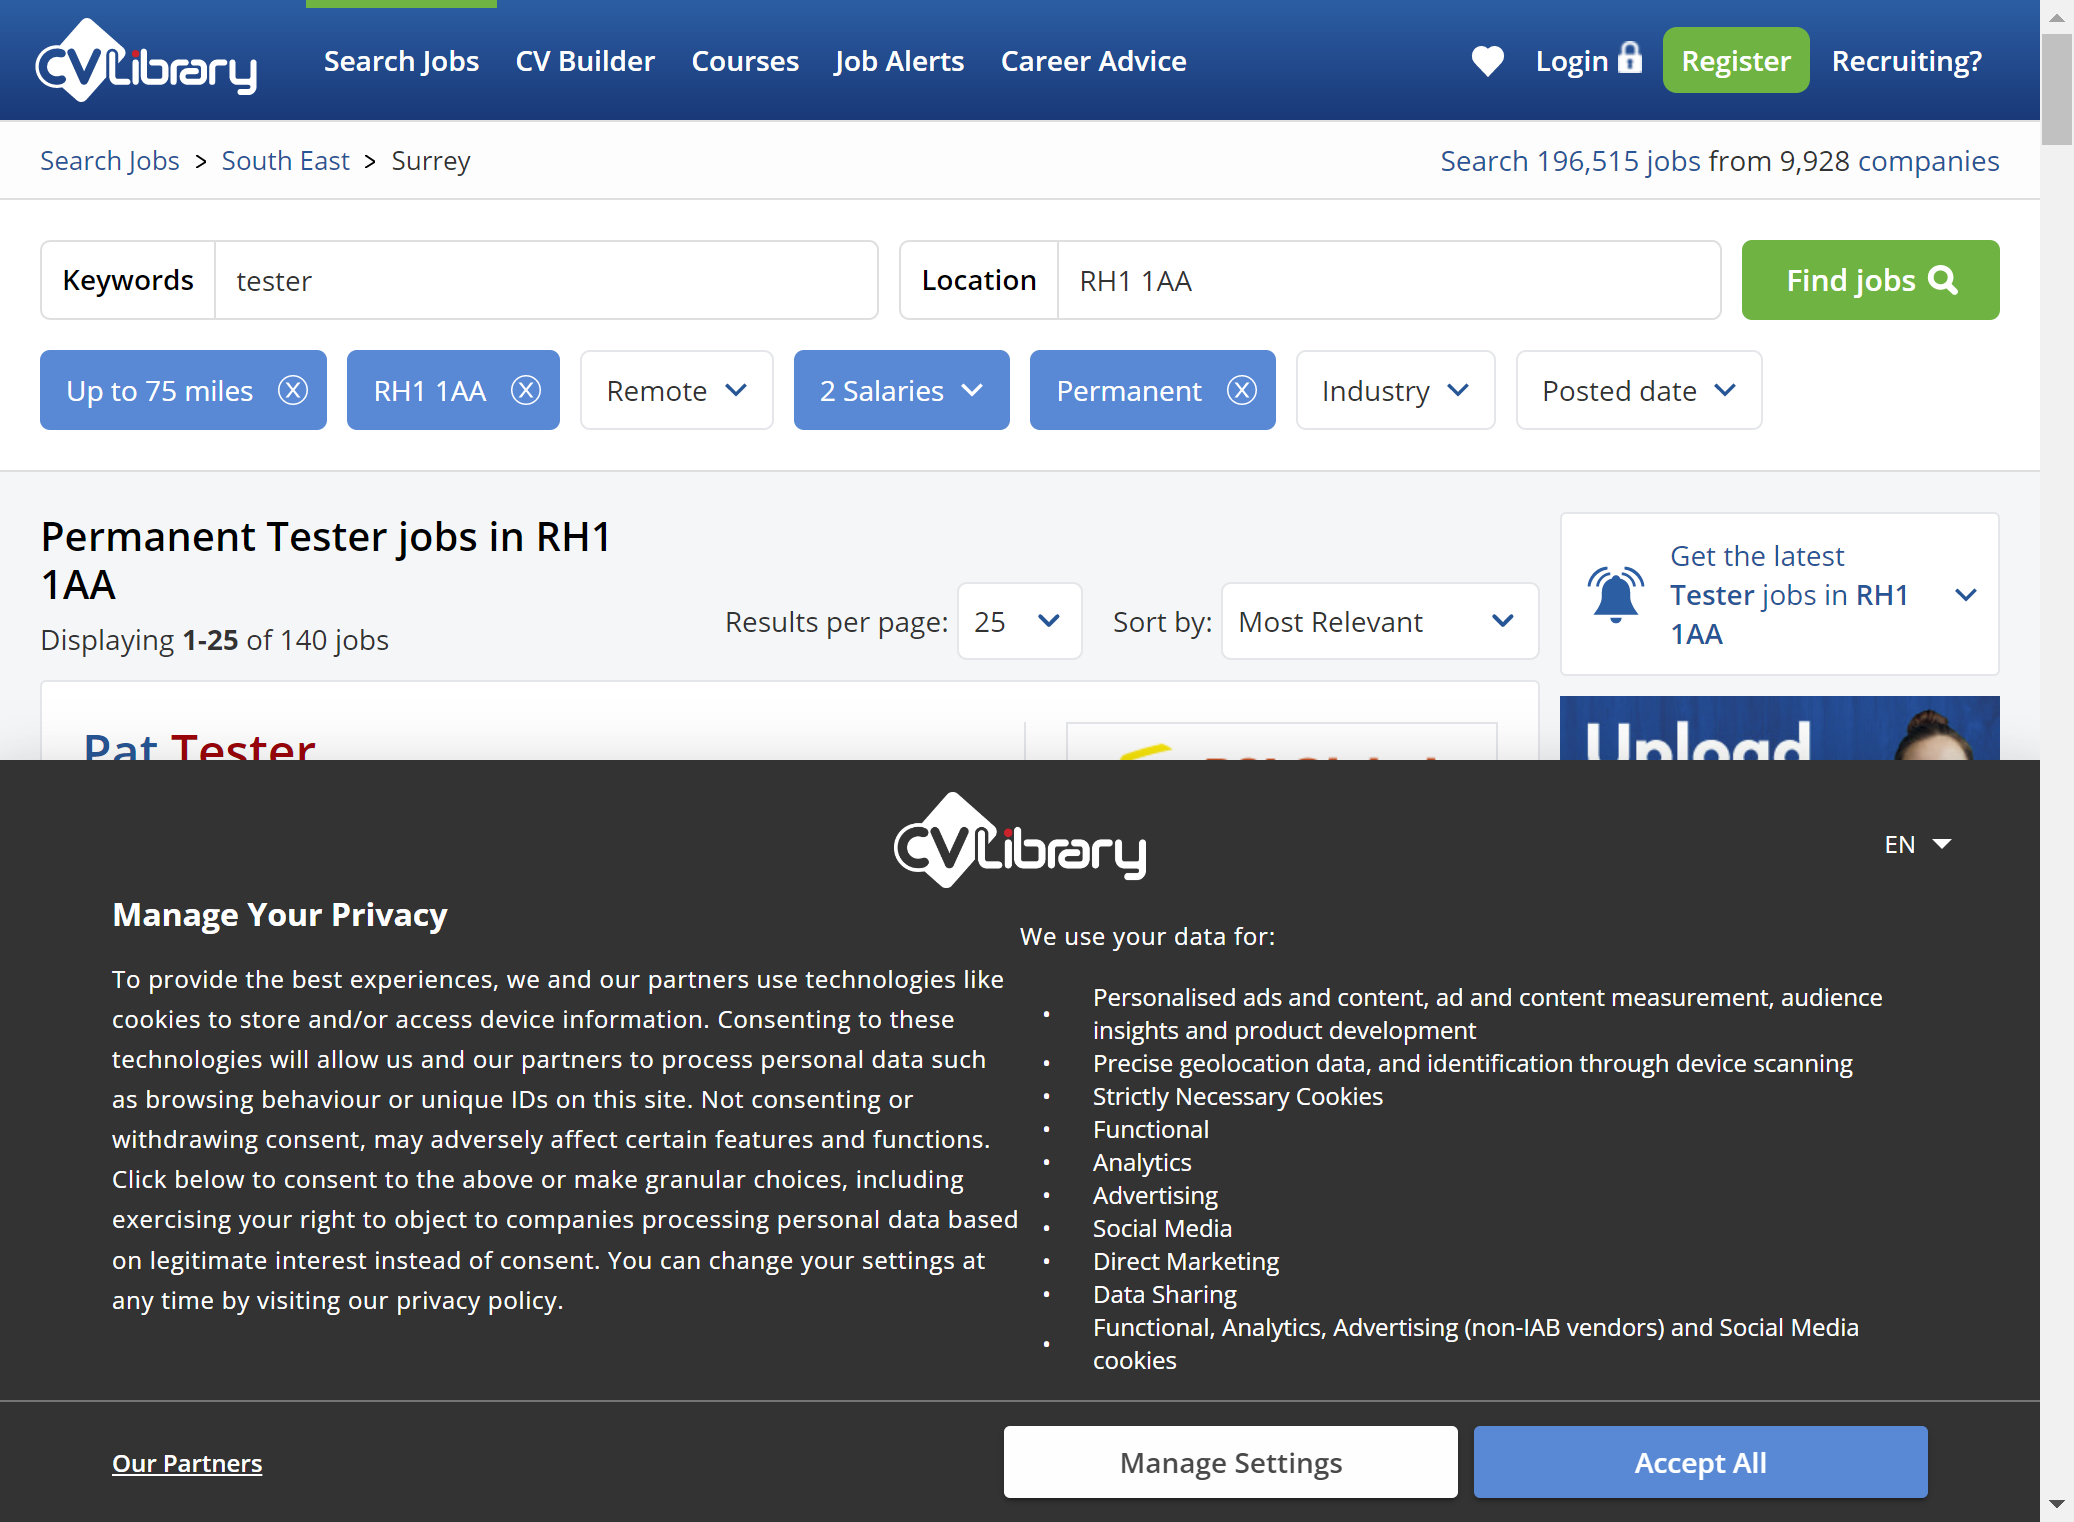 CVLibrary
Search Jobs CV Builder Courses Job Alerts Career Advice Login Register Recruiting?
Search Jobs > South East > Surrey
Search 196,515 jobs from 9,928 companies
Keywords tester
Location RH1 1AA
Find jobs
Up to 75 miles RH1 1AA Remote 2 Salaries Permanent Industry Posted date
Permanent Tester jobs in RH1
1AA
Displaying 1-25 of 140 jobs
Results per page: 25 Sort by: Most Relevant
Get the latest
Tester jobs in RH1
1AA
Pat Tester
Upload
CVLibrary
EN
Manage Your Privacy
To provide the best experiences, we and our partners use technologies like
cookies to store and/or access device information. Consenting to these
technologies will allow us and our partners to process personal data such
as browsing behaviour or unique IDs on this site. Not consenting or
withdrawing consent, may adversely affect certain features and functions.
Click below to consent to the above or make granular choices, including
exercising your right to object to companies processing personal data based
on legitimate interest instead of consent. You can change your settings at
any time by visiting our privacy policy.
We use your data for:
• Personalised ads and content, ad and content measurement, audience
insights and product development
• Precise geolocation data, and identification through device scanning
• Strictly Necessary Cookies
• Functional
• Analytics
• Advertising
• Social Media
• Direct Marketing
• Data Sharing
• Functional, Analytics, Advertising (non-IAB vendors) and Social Media
cookies
Our Partners
Manage Settings
Accept All